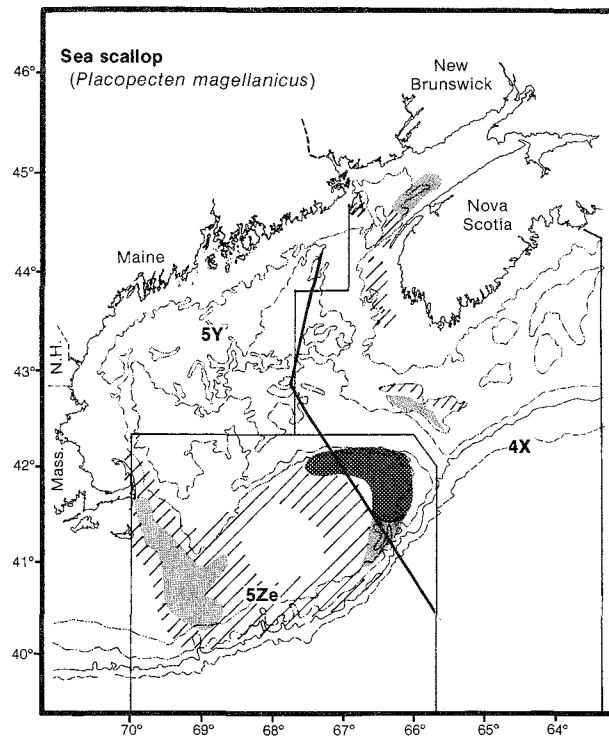 Sea scallop
(Placopecten magellanicus)
New
Brunswick
Nova
Scotia
Maine
N.H.
Mass.
5Y
4X
5Ze
46°
45°
44°
43°
42°
41°
40°
70° 69° 68° 67° 66° 65° 64°